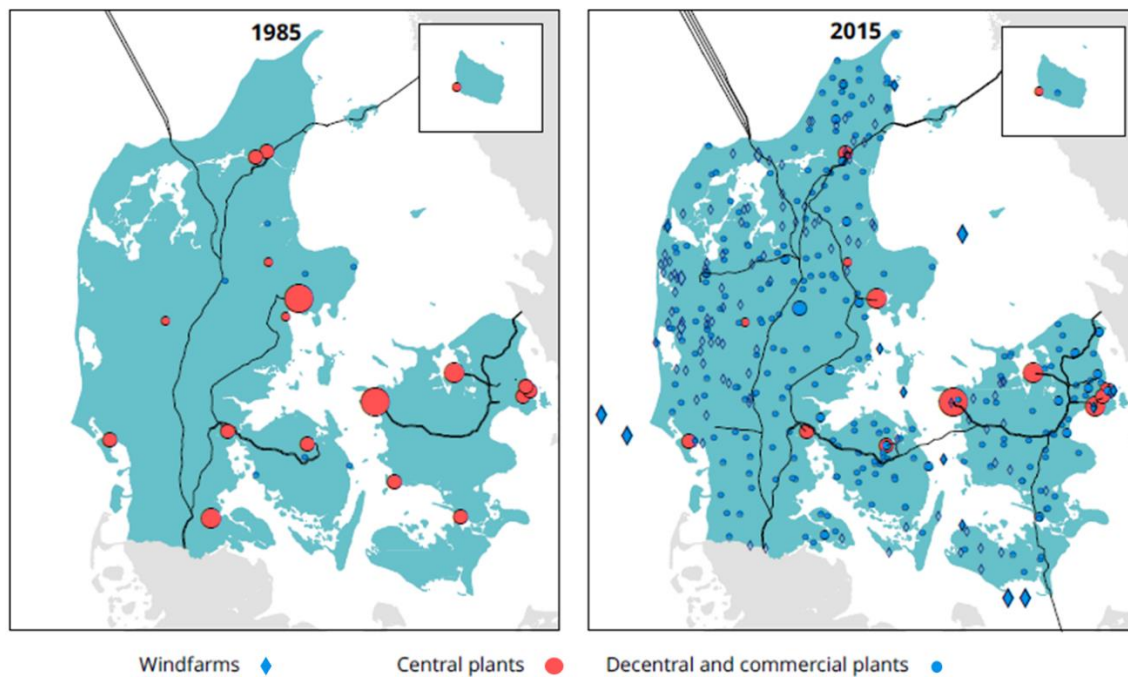 1985
2015
Windfarms
Central plants
Decentral and commercial plants